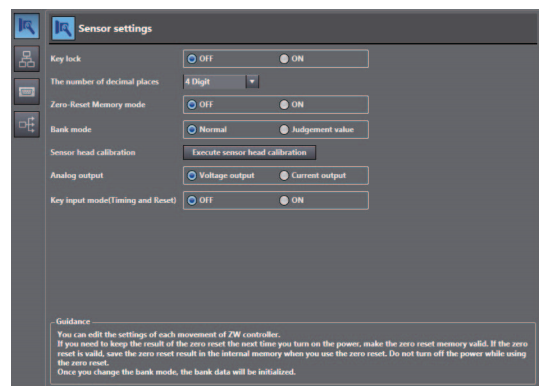 Sensor settings
Key lock OFF ON
The number of decimal places 4 Digit
Zero-Reset Memory mode OFF ON
Bank mode Normal Judgement value
Sensor head calibration Execute sensor head calibration
Analog output Voltage output Current output
Key input mode(Timing and Reset) OFF ON
Guidance
You can edit the settings of each movement of ZW controller.
If you need to keep the result of the zero reset the next time you turn on the power, make the zero reset memory valid. If the zero
reset is vaild, save the zero reset result in the internal memory when you use the zero reset. Do not turn off the power while using
the zero reset.
Once you change the bank mode, the bank data will be initialized.